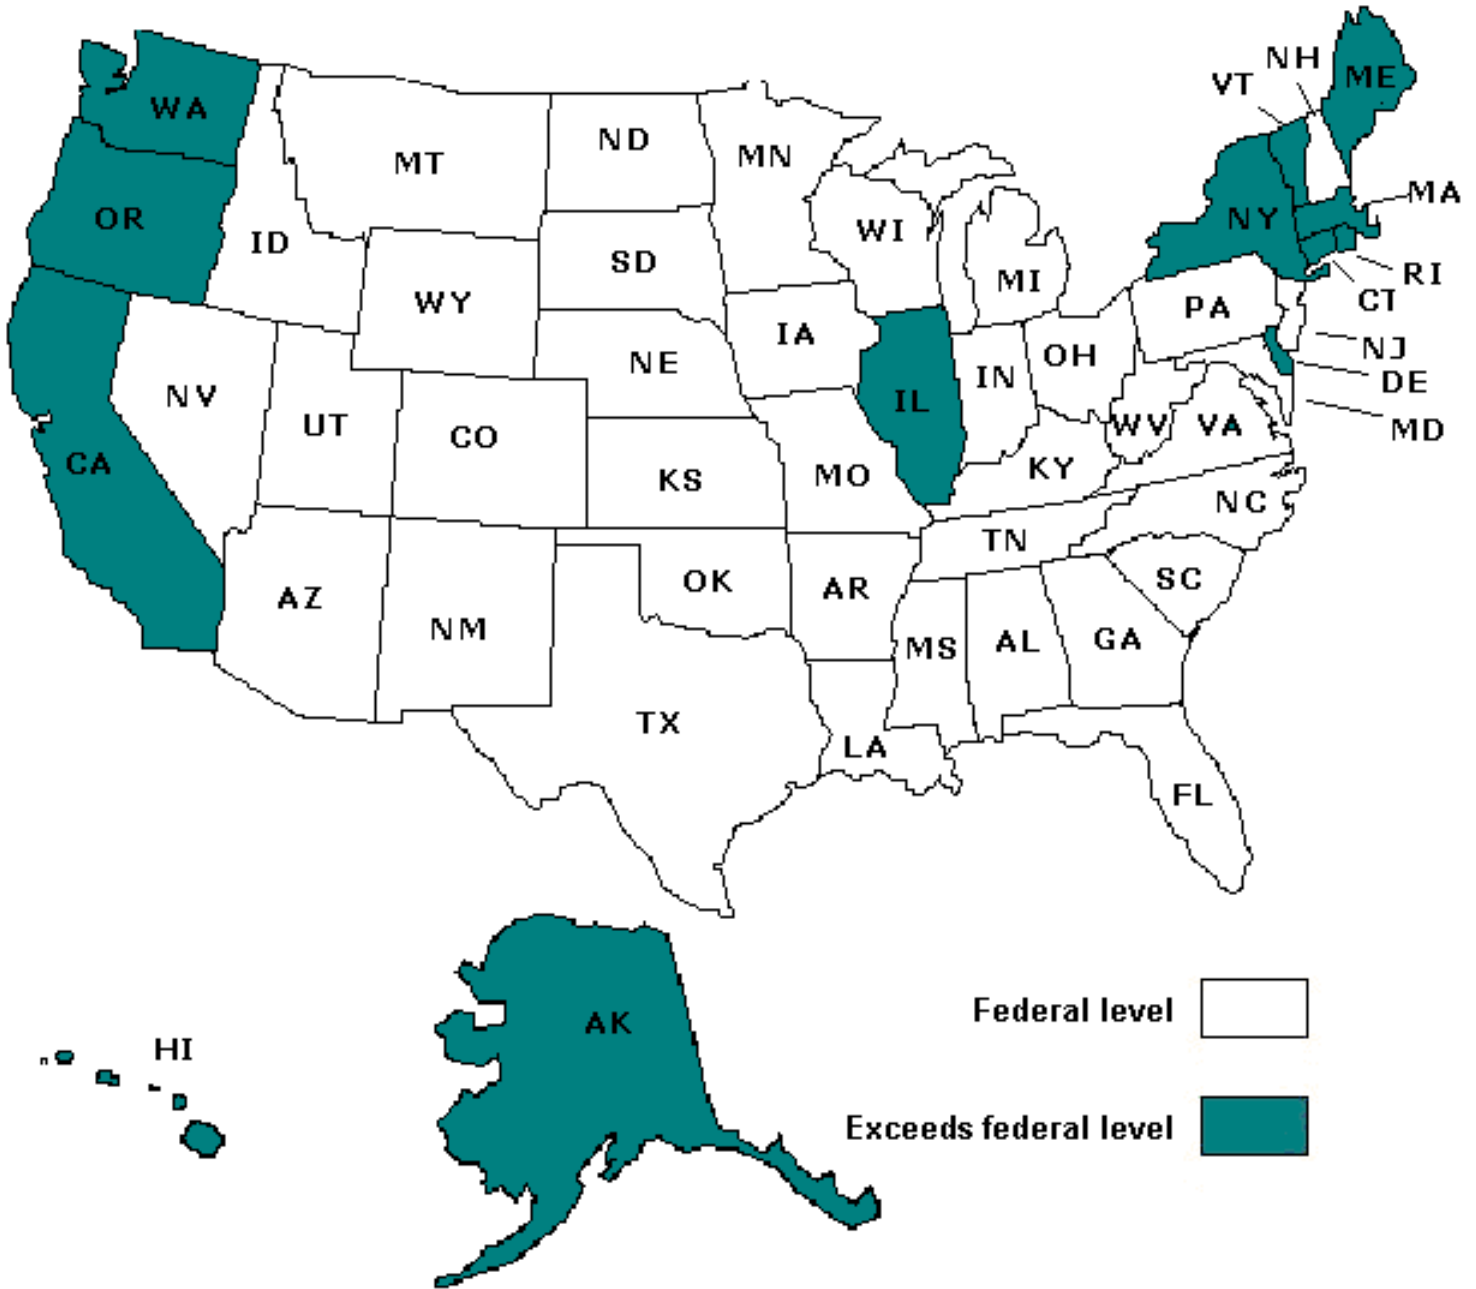 NH
ME
VT
WA
ND
MN
MT
MA
OR
NY
WI
ID
SD
RI
MI
CT
WY
PA
IA
NJ
OH
NE
IN
DE
NV
IL
UT
CO
WV
VA
MD
CA
KY
MO
KS
NC
TN
SC
OK
AR
AZ
NM
MS
AL
GA
TX
LA
FL
Federal level
AK
HI
Exceeds federal level